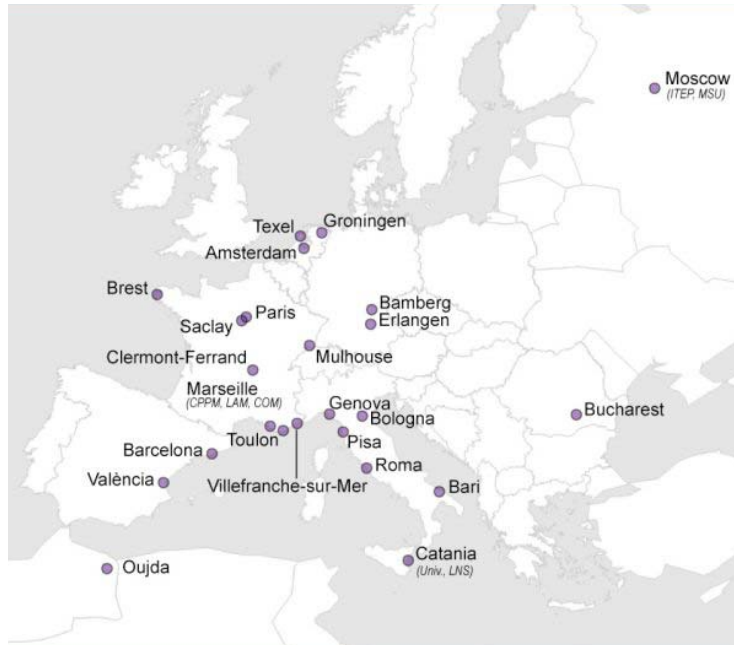 Moscow
(ITEP, MSU)
Texel
Groningen
Amsterdam
Brest
Paris
Saclay
Bamberg
Erlangen
Clermont-Ferrand
Mulhouse
Marseille
(CPPM, LAM, COM)
Genova
Bologna
Bucharest
Toulon
Pisa
Barcelona
Roma
València
Villefranche-sur-Mer
Bari
Catania
(Univ., LNS)
Oujda